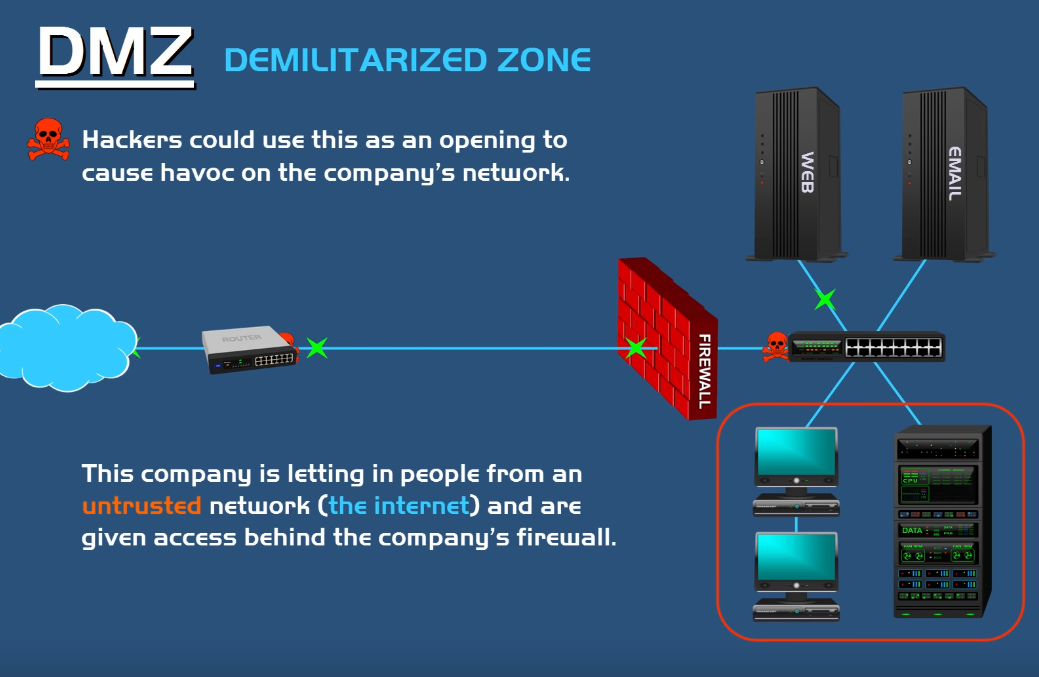 DMZ DEMILITARIZED ZONE
Hackers could use this as an opening to
cause havoc on the company's network.
WEB
EMAIL
ROUTER
FIREWALL
This company is letting in people from an
untrusted network (the internet) and are
given access behind the company's firewall.
CPU
DATA